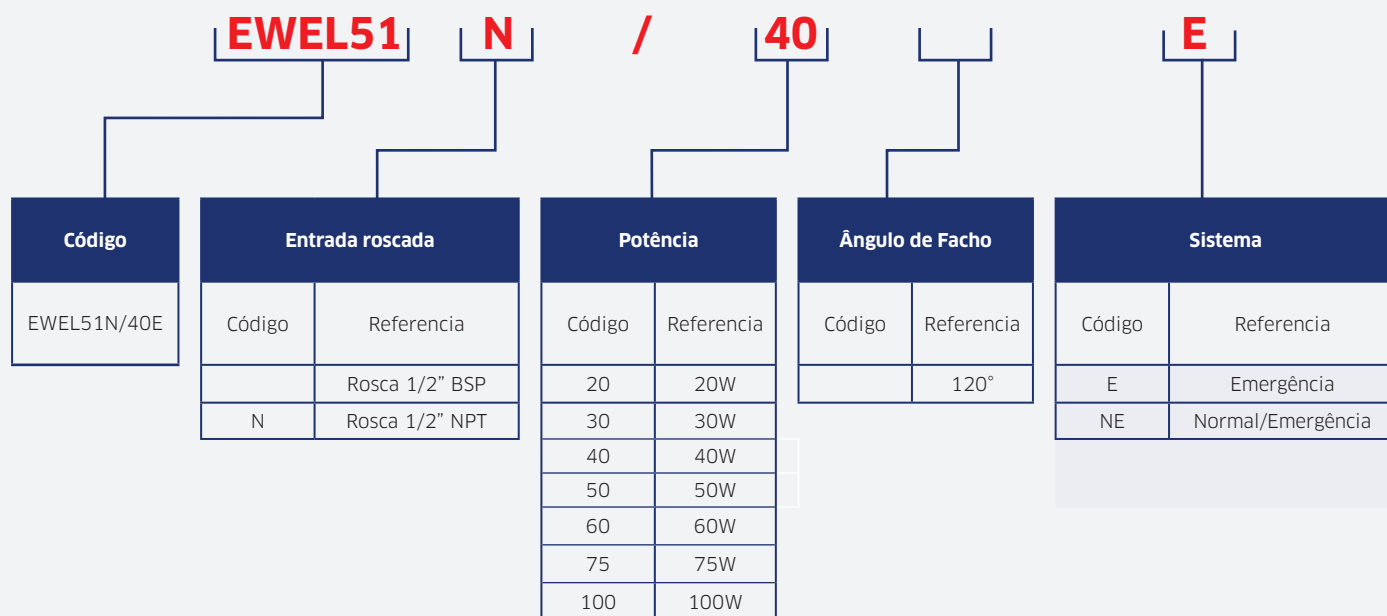 EWEL51 N / 40 E
Código Entrada roscada Potência Ângulo de Facho Sistema
EWEL51N/40E Código Referencia Código Referencia Código Referencia Código Referencia
Rosca 1/2” BSP 20 20W 120° E Emergência
N Rosca 1/2” NPT 30 30W NE Normal/Emergência
40 40W
50 50W
60 60W
75 75W
100 100W